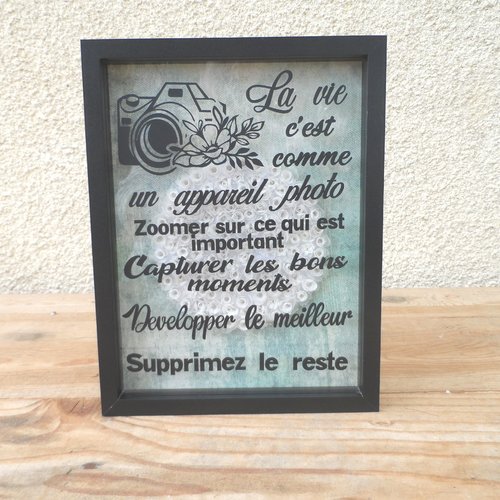 La vie
c'est
comme
un appareil photo
Zoomer sur ce qui est
important
Capturer les bons
moments
Developper le meilleur
Supprimez le reste